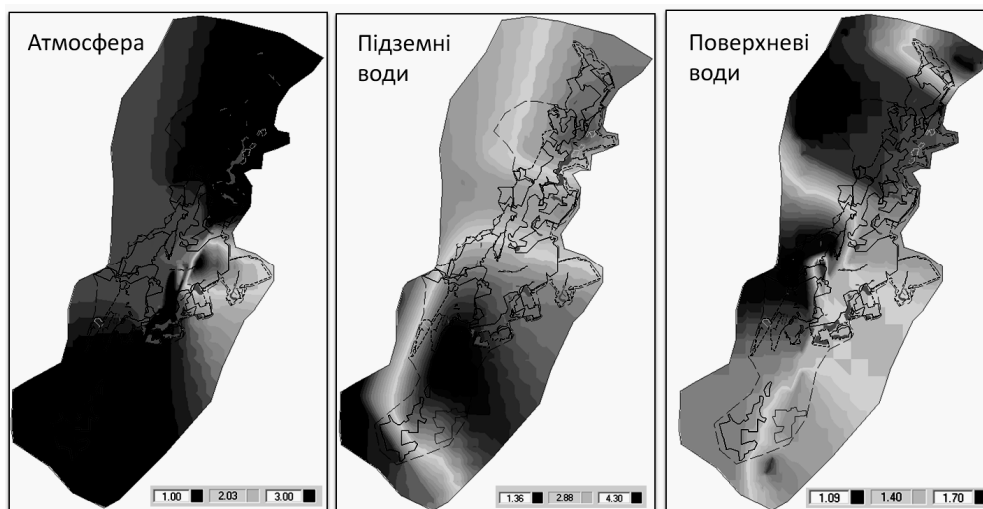 Атмосфера
1.00 2.03 3.00
Підземні
води
1.36 2.88 4.30
Поверхневі
води
1.09 1.40 1.70